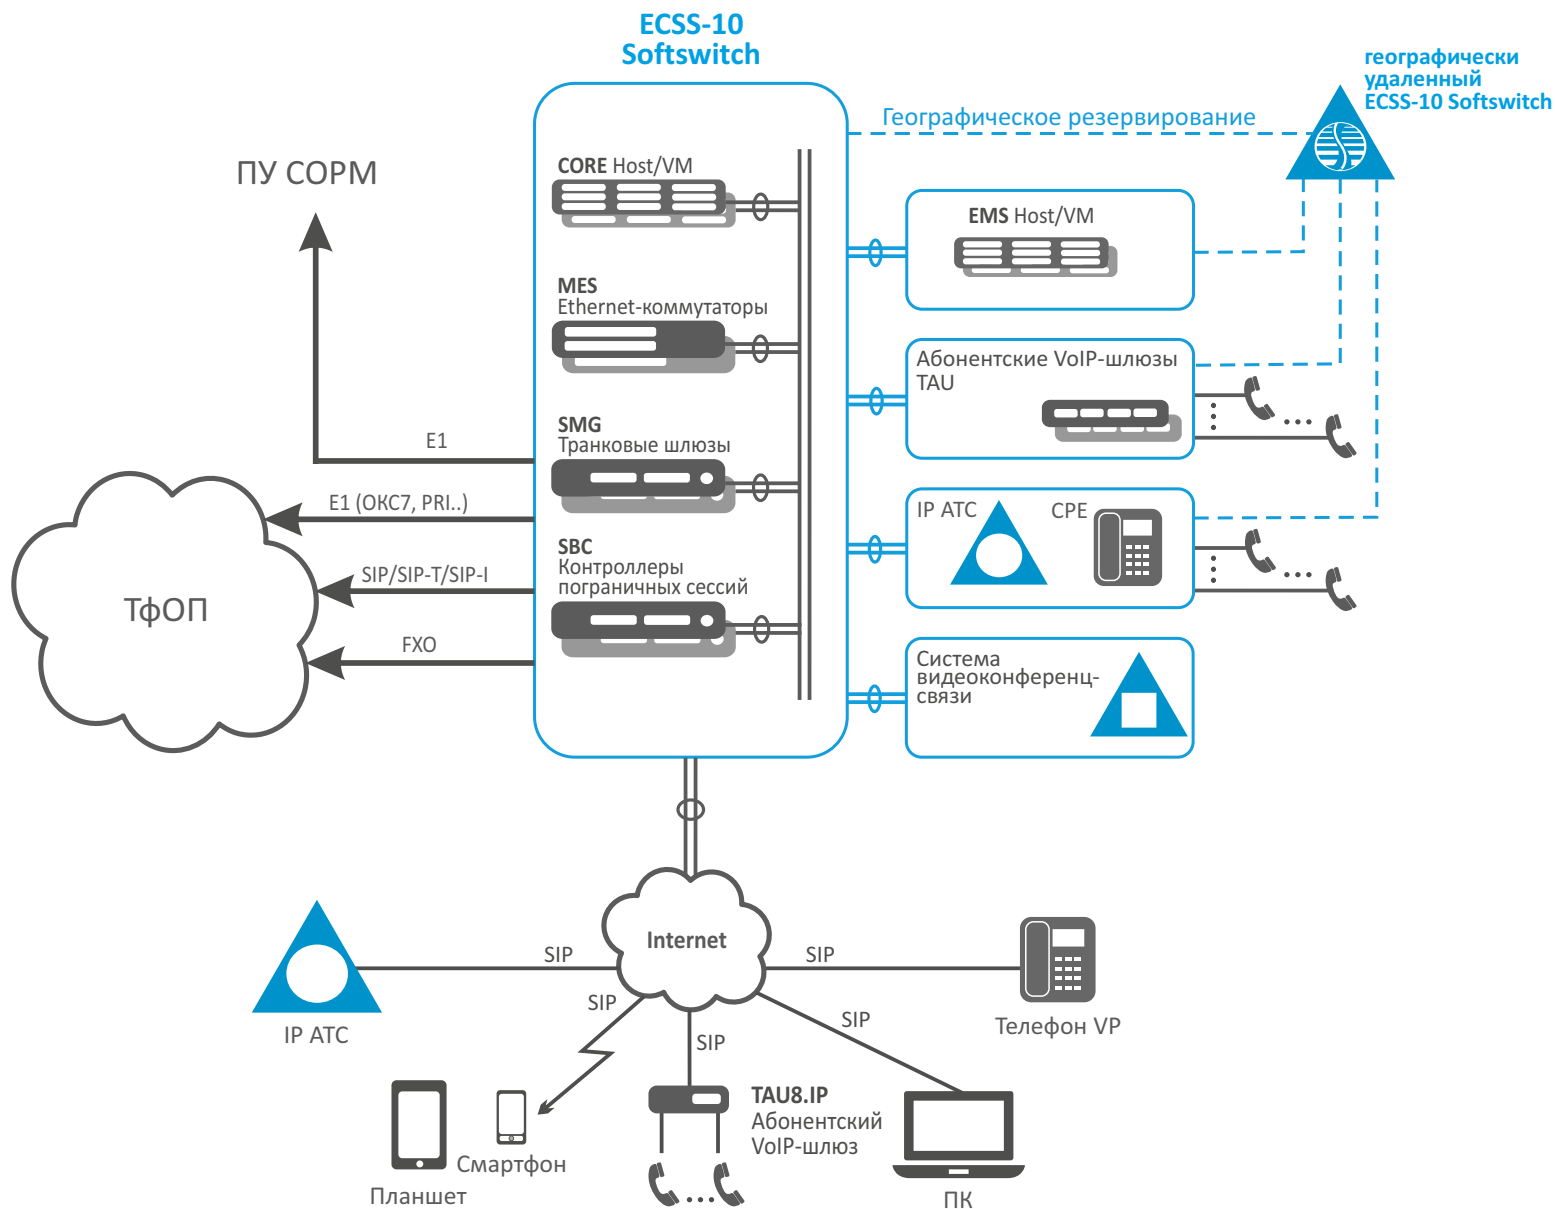 ECSS-10
Softswitch
географически
удаленный
ECSS-10 Softswitch
Географическое резервирование
ПУ СОРМ
CORE Host/VM
EMS Host/VM
MES
Ethernet-коммутаторы
Абонентские VoIP-шлюзы
TAU
SMG
Транковые шлюзы
E1
E1 (ОКС7, PRI..)
IP АТС
CPE
SBC
Контроллеры
пограничных сессий
SIP/SIP-T/SIP-I
ТфОП
FXO
Система
видеоконференц-
связи
Internet
SIP
SIP
SIP
SIP
SIP
IP АТС
Телефон VP
TAU8.IP
Абонентский
VoIP-шлюз
Смартфон
Планшет
ПК